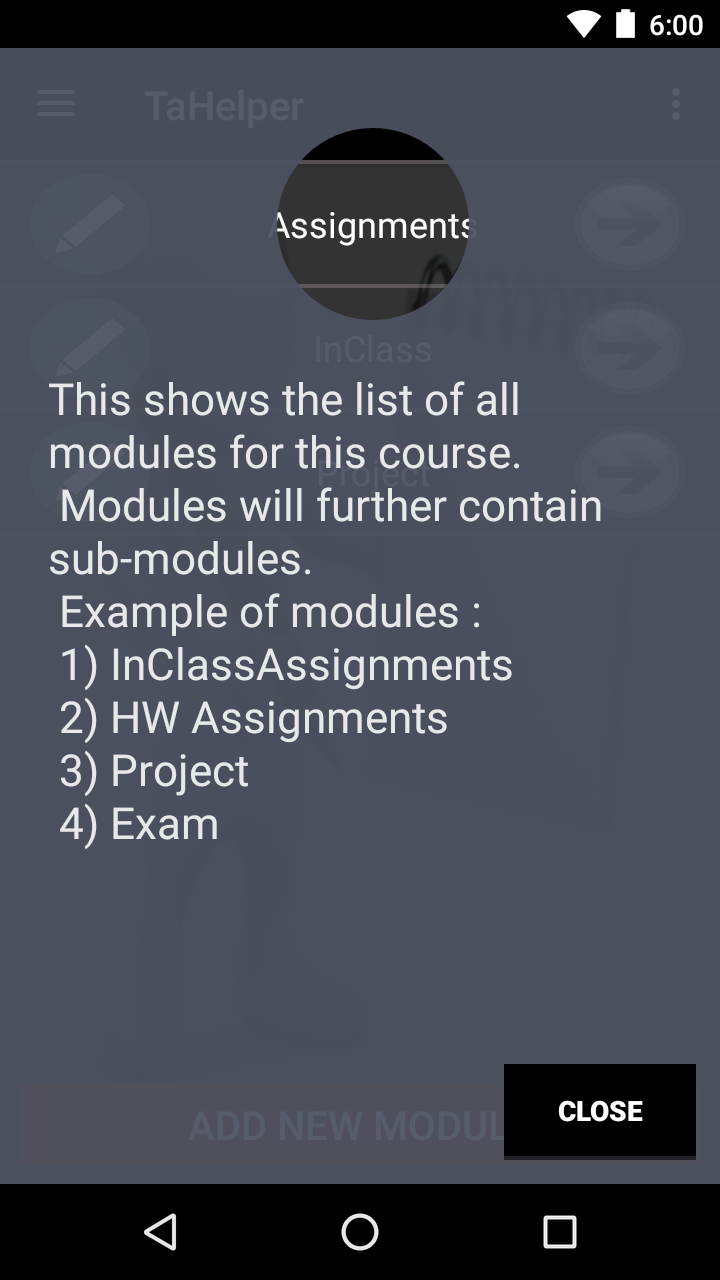 6:00
TaHelper
Assignments
InClass
This shows the list of all
modules for this course.
Project
Modules will further contain
sub-modules.
Example of modules :
1) InClassAssignments
2) HW Assignments
3) Project
4) Exam
ADD NEW MODUL
CLOSE